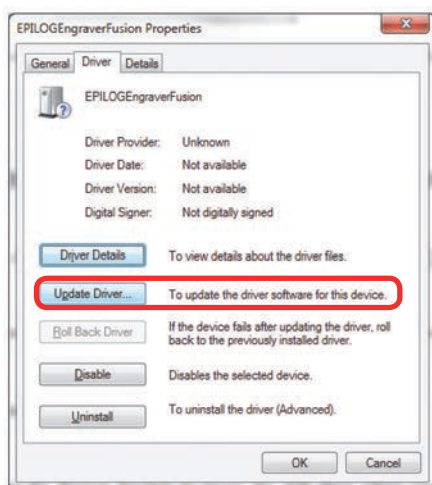 EPILOGEngraverFusion Properties
General Driver Details
EPILOGEngraverFusion
Driver Provider: Unknown
Driver Date: Not available
Driver Version: Not available
Digital Signer: Not digitally signed
Driver Details To view details about the driver files.
Update Driver... To update the driver software for this device.
Roll Back Driver If the device fails after updating the driver, roll
back to the previously installed driver.
Disable Disables the selected device.
Uninstall To uninstall the driver (Advanced).
OK Cancel